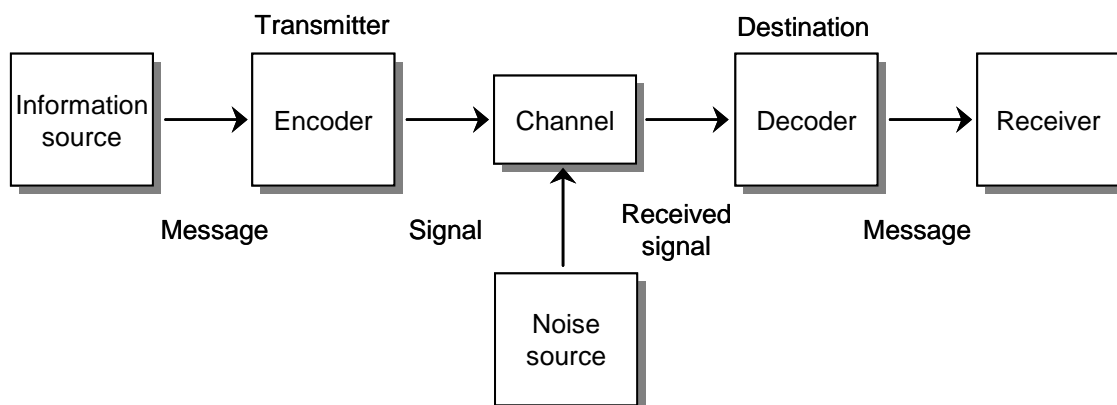 Transmitter
Destination
Information
source
Encoder
Channel
Decoder
Receiver
Message
Signal
Received
signal
Message
Noise
source